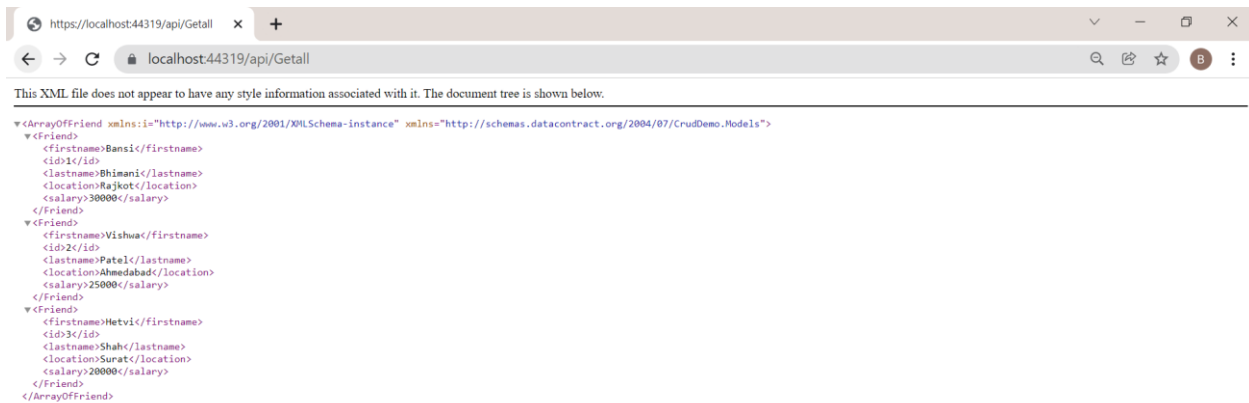 https://localhost:44319/api/Getall
localhost:44319/api/Getall
B
This XML file does not appear to have any style information associated with it. The document tree is shown below.
▼<ArrayOfFriend xmlns:i="http://www.w3.org/2001/XMLSchema-instance" xmlns="http://schemas.datacontract.org/2004/07/CrudDemo.Models">
▼<Friend>
<firstname>Bansi</firstname>
<id>1</id>
<lastname>Bhimani</lastname>
<location>Rajkot</location>
<salary>30000</salary>
</Friend>
▼<Friend>
<firstname>Vishwa</firstname>
<id>2</id>
<lastname>Patel</lastname>
<location>Ahmedabad</location>
<salary>25000</salary>
</Friend>
▼<Friend>
<firstname>Hetvi</firstname>
<id>3</id>
<lastname>Shah</lastname>
<location>Surat</location>
<salary>20000</salary>
</Friend>
</ArrayOfFriend>